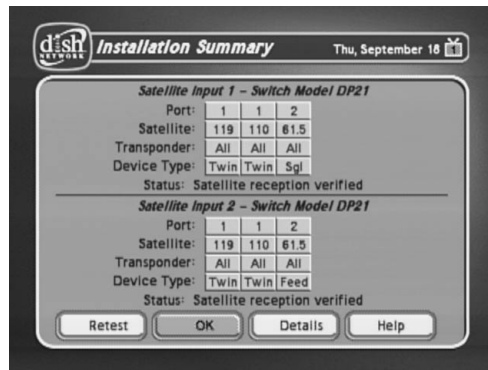 dish
NETWORK
Installation Summary
Thu, September 18
1
Satellite Input 1 – Switch Model DP21
Port: 1 1 2
Satellite: 119 110 61.5
Transponder: All All All
Device Type: Twin Twin Sgl
Status: Satellite reception verified
Satellite Input 2 – Switch Model DP21
Port: 1 1 2
Satellite: 119 110 61.5
Transponder: All All All
Device Type: Twin Twin Feed
Status: Satellite reception verified
Retest OK Details Help